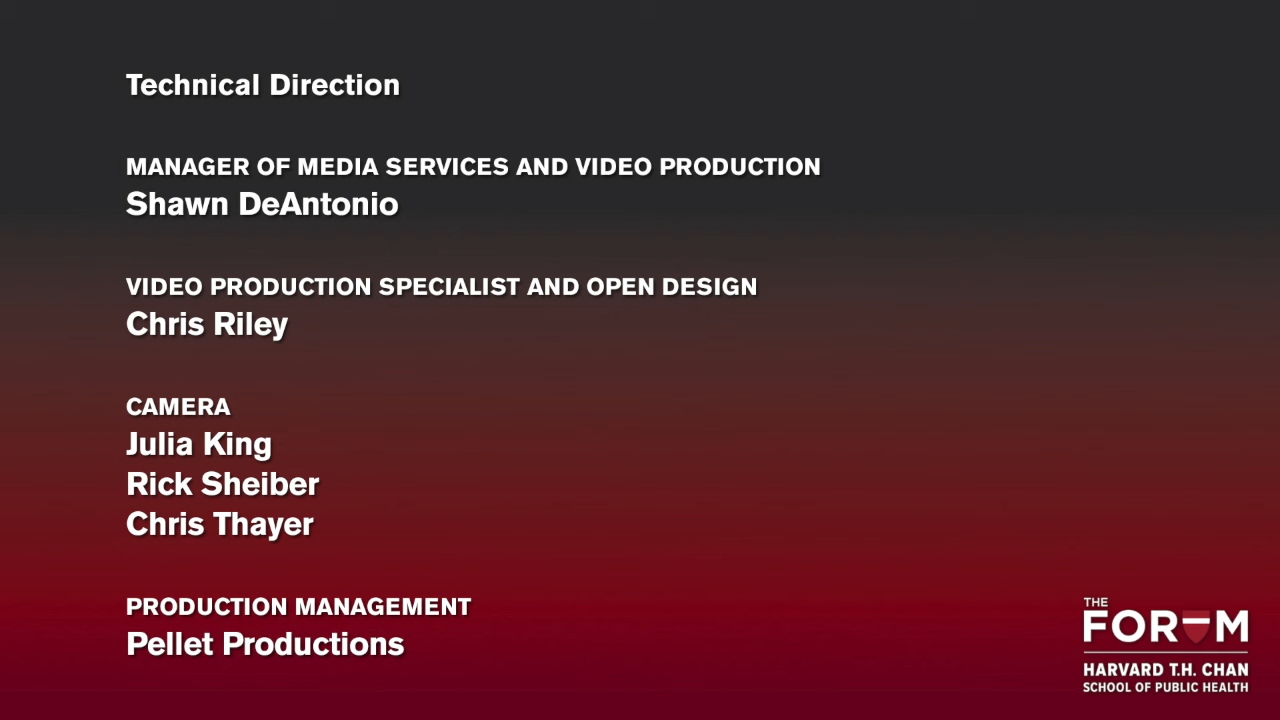 Technical Direction
MANAGER OF MEDIA SERVICES AND VIDEO PRODUCTION
Shawn DeAntonio
VIDEO PRODUCTION SPECIALIST AND OPEN DESIGN
Chris Riley
CAMERA
Julia King
Rick Sheiber
Chris Thayer
PRODUCTION MANAGEMENT
Pellet Productions
THE
FORUM
HARVARD T.H. CHAN
SCHOOL OF PUBLIC HEALTH